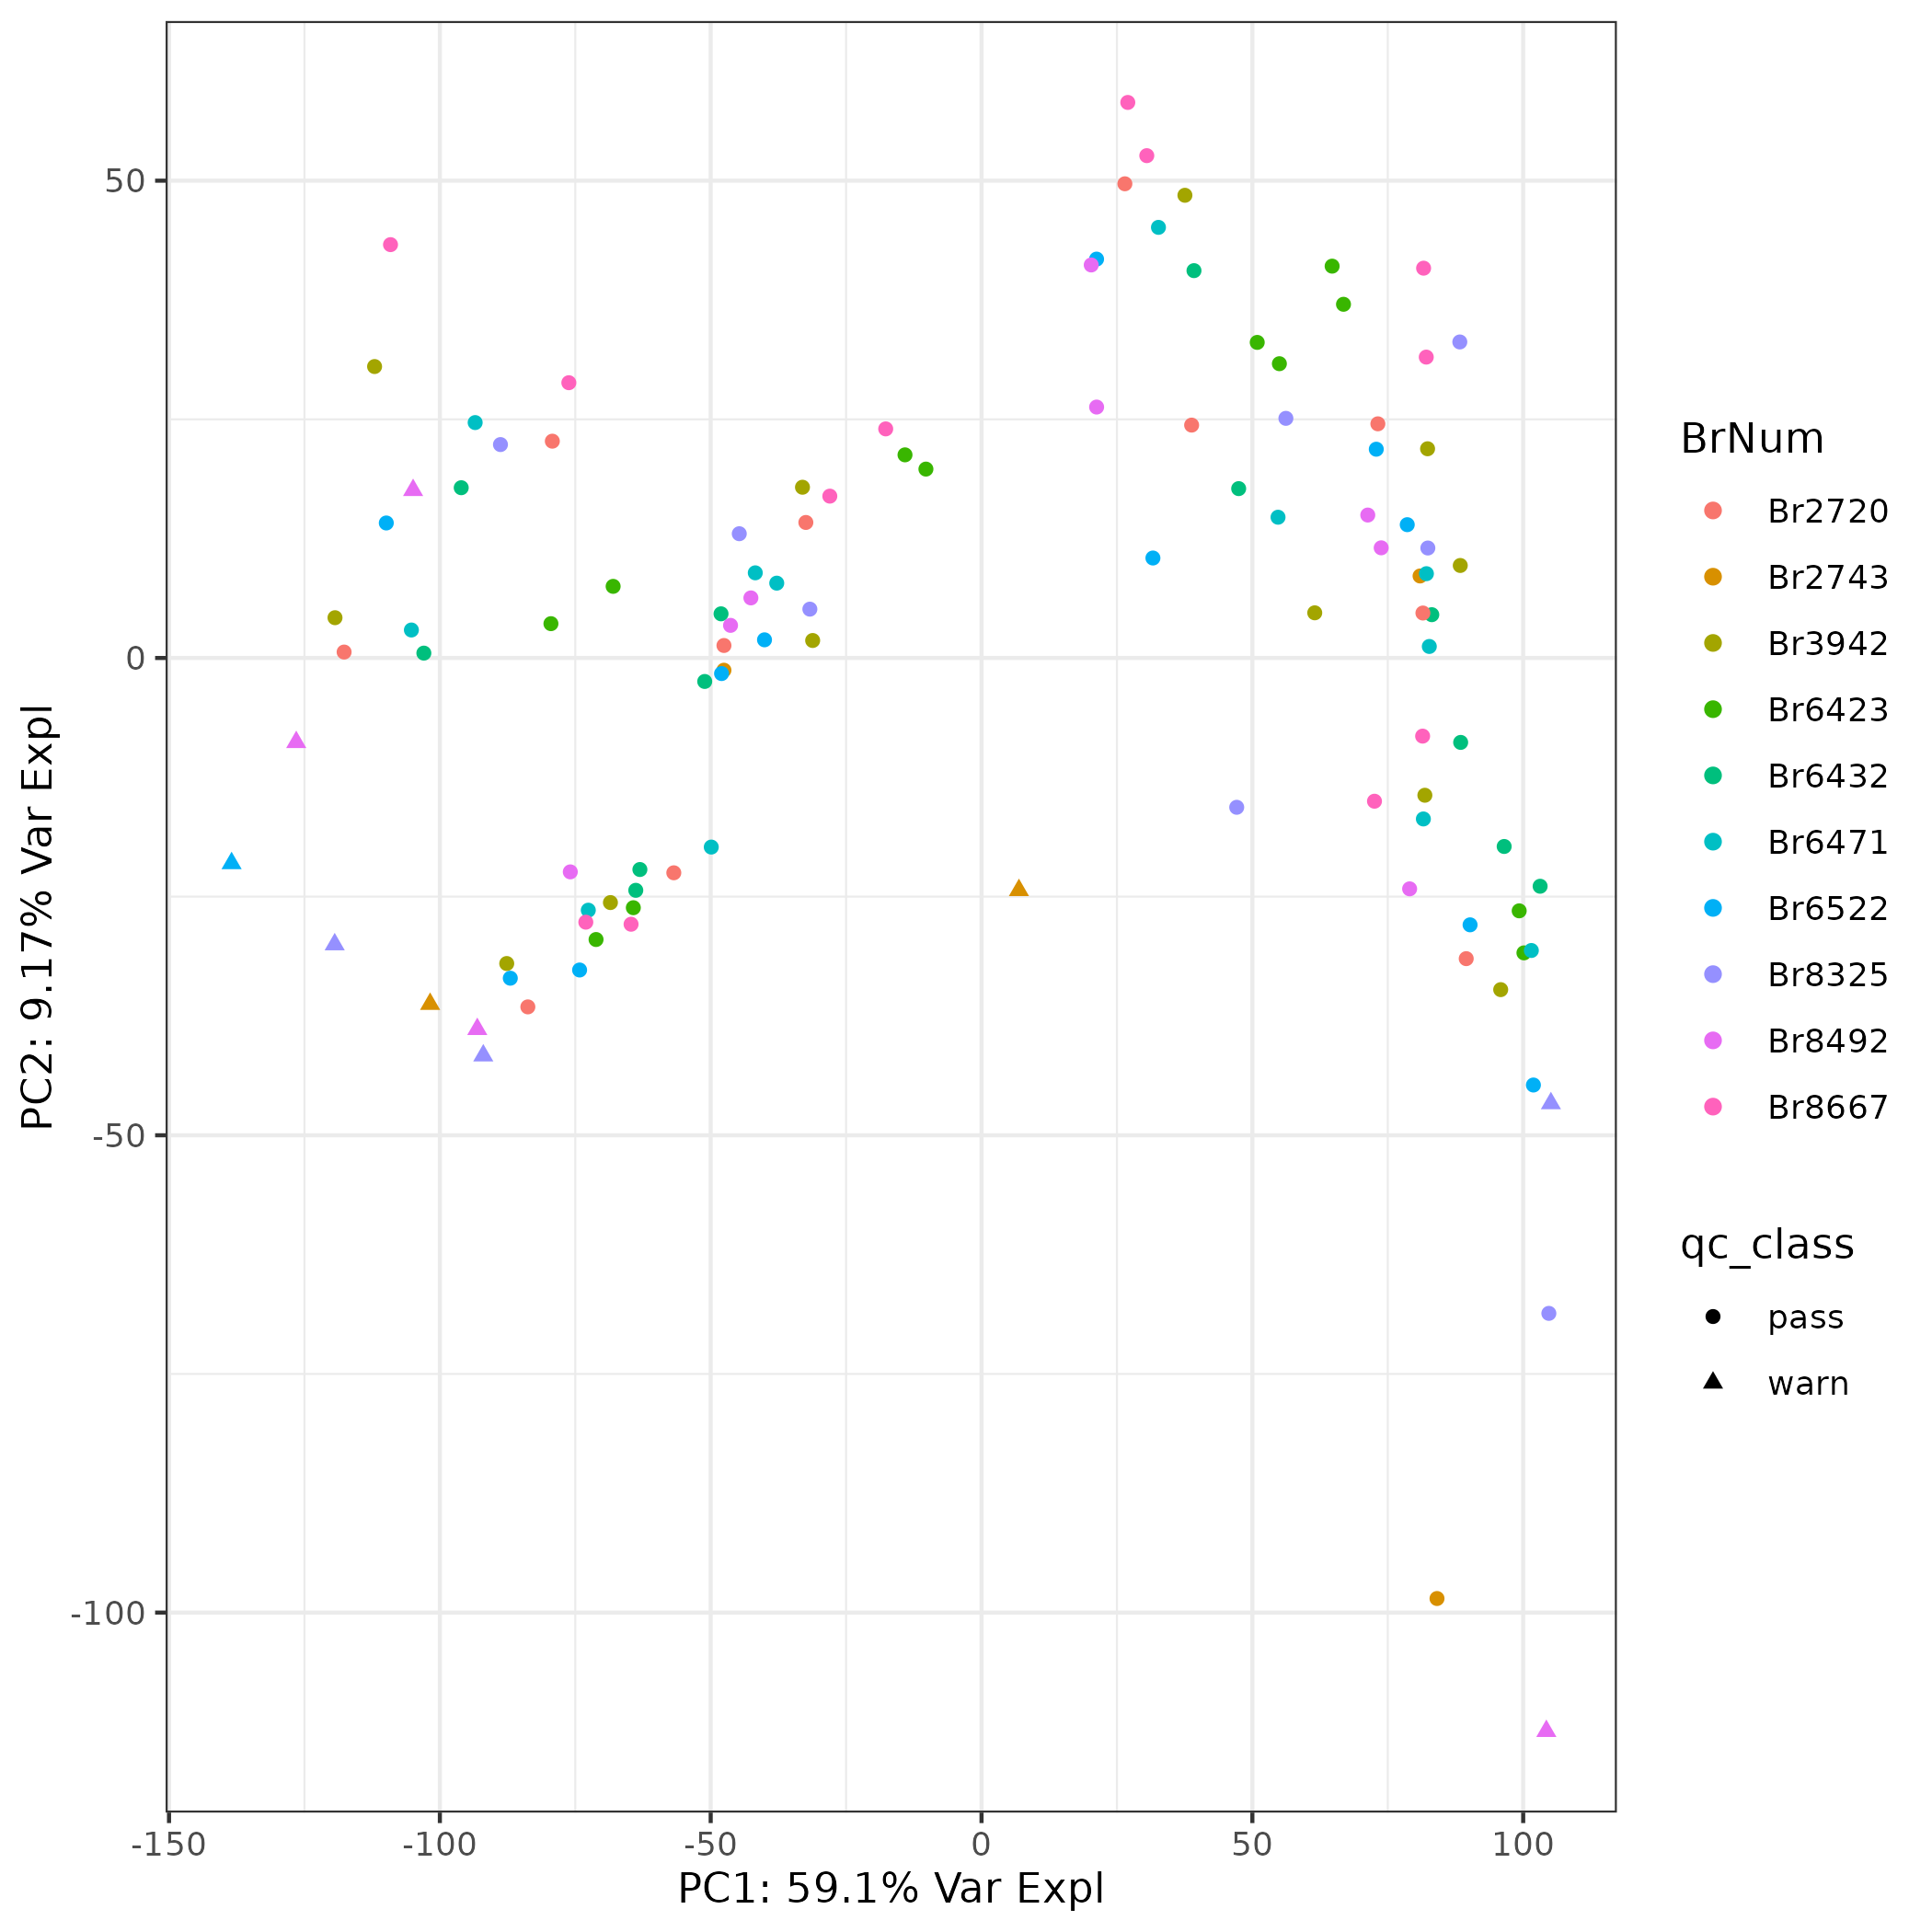 50
0
-50
-100
-150
-100
-50
0
50
100
PC1: 59.1% Var Expl
PC2: 9.17% Var Expl
BrNum
Br2720
Br2743
Br3942
Br6423
Br6432
Br6471
Br6522
Br8325
Br8492
Br8667
qc_class
pass
warn